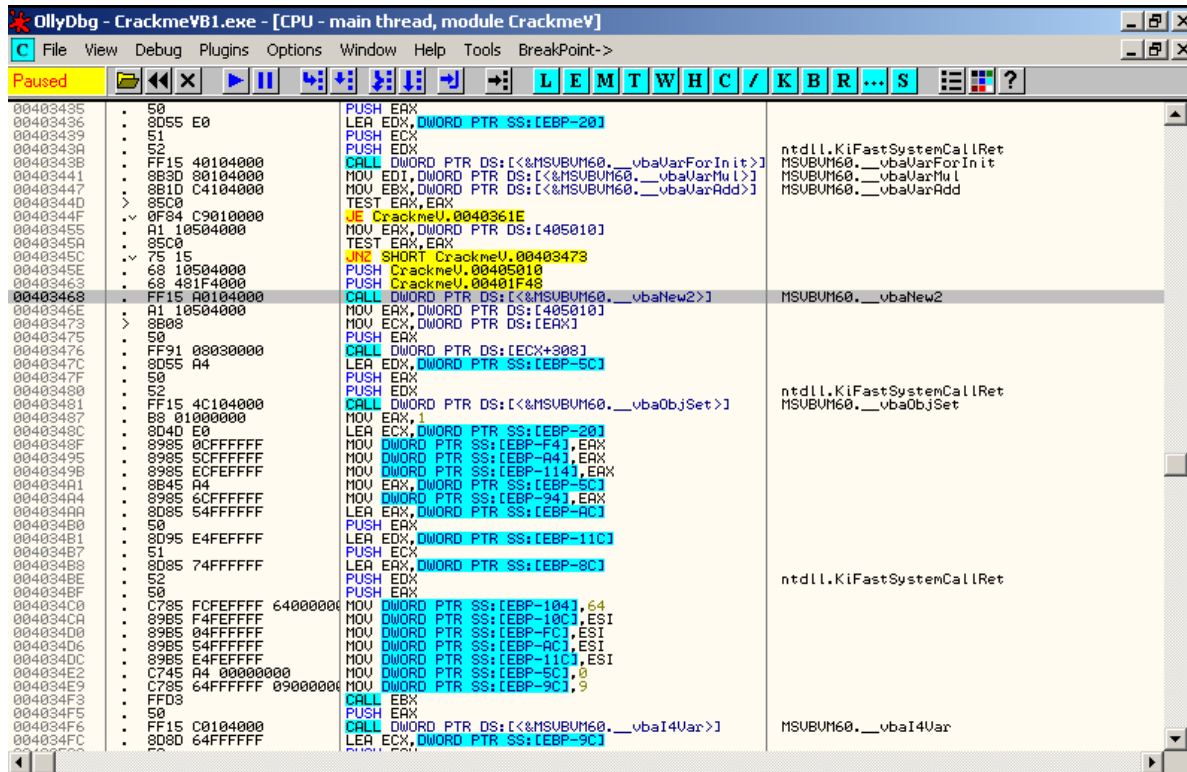 OllyDbg - CrackmeVB1.exe - [CPU - main thread, module CrackmeV]
C File View Debug Plugins Options Window Help Tools BreakPoint->
Paused L E M T W H C / K B R ... S ?
00403435 . 50 PUSH EAX
00403436 . 8D55 E0 LEA EDX,DWORD PTR SS:[EBP-20]
00403439 . 51 PUSH ECX
0040343A . 52 PUSH EDX ntdll.KiFastSystemCallRet
0040343B . FF15 40104000 CALL DWORD PTR DS:[<&MSVBVM60.__vbaVarForInit>] MSVBVM60.__vbaVarForInit
00403441 . 8B3D 80104000 MOV EDI,DWORD PTR DS:[<&MSVBVM60.__vbaVarMul>] MSVBVM60.__vbaVarMul
00403447 . 8B1D C4104000 MOV EBX,DWORD PTR DS:[<&MSVBVM60.__vbaVarAdd>] MSVBVM60.__vbaVarAdd
0040344D > 85C0 TEST EAX,EAX
0040344F .v 0F84 C9010000 JE CrackmeV.0040361E
00403455 . A1 10504000 MOV EAX,DWORD PTR DS:[405010]
0040345A . 85C0 TEST EAX,EAX
0040345C .v 75 15 JNZ SHORT CrackmeV.00403473
0040345E . 68 10504000 PUSH CrackmeV.00405010
00403463 . 68 481F4000 PUSH CrackmeV.00401F48
00403468 . FF15 A0104000 CALL DWORD PTR DS:[<&MSVBVM60.__vbaNew2>] MSVBVM60.__vbaNew2
0040346E . A1 10504000 MOV EAX,DWORD PTR DS:[405010]
00403473 > 8B08 MOV ECX,DWORD PTR DS:[EAX]
00403475 . 50 PUSH EAX
00403476 . FF91 08030000 CALL DWORD PTR DS:[ECX+308]
0040347C . 8D55 A4 LEA EDX,DWORD PTR SS:[EBP-5C]
0040347F . 50 PUSH EAX
00403480 . 52 PUSH EDX ntdll.KiFastSystemCallRet
00403481 . FF15 4C104000 CALL DWORD PTR DS:[<&MSVBVM60.__vbaObjSet>] MSVBVM60.__vbaObjSet
00403487 . B8 01000000 MOV EAX,1
0040348C . 8D4D E0 LEA ECX,DWORD PTR SS:[EBP-20]
0040348F . 8985 0CFFFFFF MOV DWORD PTR SS:[EBP-F4],EAX
00403495 . 8985 5CFFFFFF MOV DWORD PTR SS:[EBP-A4],EAX
0040349B . 8985 ECFEFFFF MOV DWORD PTR SS:[EBP-114],EAX
004034A1 . 8B45 A4 MOV EAX,DWORD PTR SS:[EBP-5C]
004034A4 . 8985 6CFFFFFF MOV DWORD PTR SS:[EBP-94],EAX
004034AA . 8D85 54FFFFFF LEA EAX,DWORD PTR SS:[EBP-AC]
004034B0 . 50 PUSH EAX
004034B1 . 8D95 E4FEFFFF LEA EDX,DWORD PTR SS:[EBP-11C]
004034B7 . 51 PUSH ECX
004034B8 . 8D85 74FFFFFF LEA EAX,DWORD PTR SS:[EBP-8C]
004034BE . 52 PUSH EDX ntdll.KiFastSystemCallRet
004034BF . 50 PUSH EAX
004034C0 . C785 FCFEFFFF 6400000( MOV DWORD PTR SS:[EBP-104],64
004034CA . 89B5 F4FEFFFF MOV DWORD PTR SS:[EBP-10C],ESI
004034D0 . 89B5 04FFFFFF MOV DWORD PTR SS:[EBP-FC],ESI
004034D6 . 89B5 54FFFFFF MOV DWORD PTR SS:[EBP-AC],ESI
004034DC . 89B5 E4FEFFFF MOV DWORD PTR SS:[EBP-11C],ESI
004034E2 . C745 A4 00000000 MOV DWORD PTR SS:[EBP-5C],0
004034E9 . C785 64FFFFFF 0900000( MOV DWORD PTR SS:[EBP-9C],9
004034F3 . FFD3 CALL EBX
004034F5 . 50 PUSH EAX
004034F6 . FF15 C0104000 CALL DWORD PTR DS:[<&MSVBVM60.__vbaI4Var>] MSVBVM60.__vbaI4Var
004034FC . 8D8D 64FFFFFF LEA ECX,DWORD PTR SS:[EBP-9C]